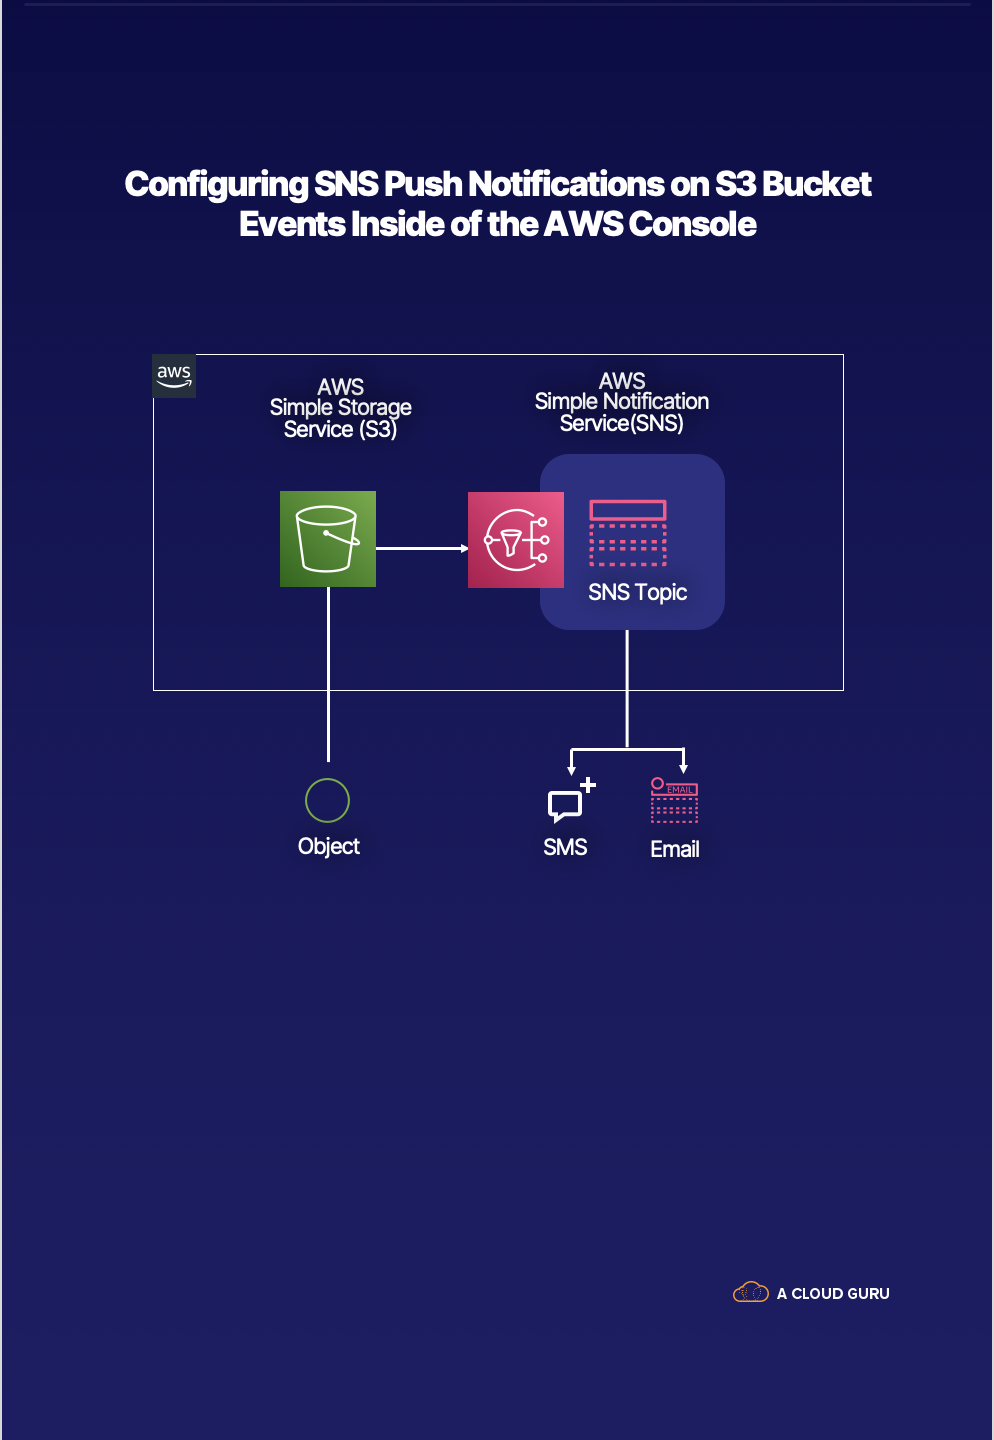 Configuring SNS Push Notifications on S3 Bucket
Events Inside of the AWS Console
aws
AWS
Simple Storage
Service (S3)
AWS
Simple Notification
Service(SNS)
SNS Topic
Object
SMS
EMAIL
Email
A CLOUD GURU